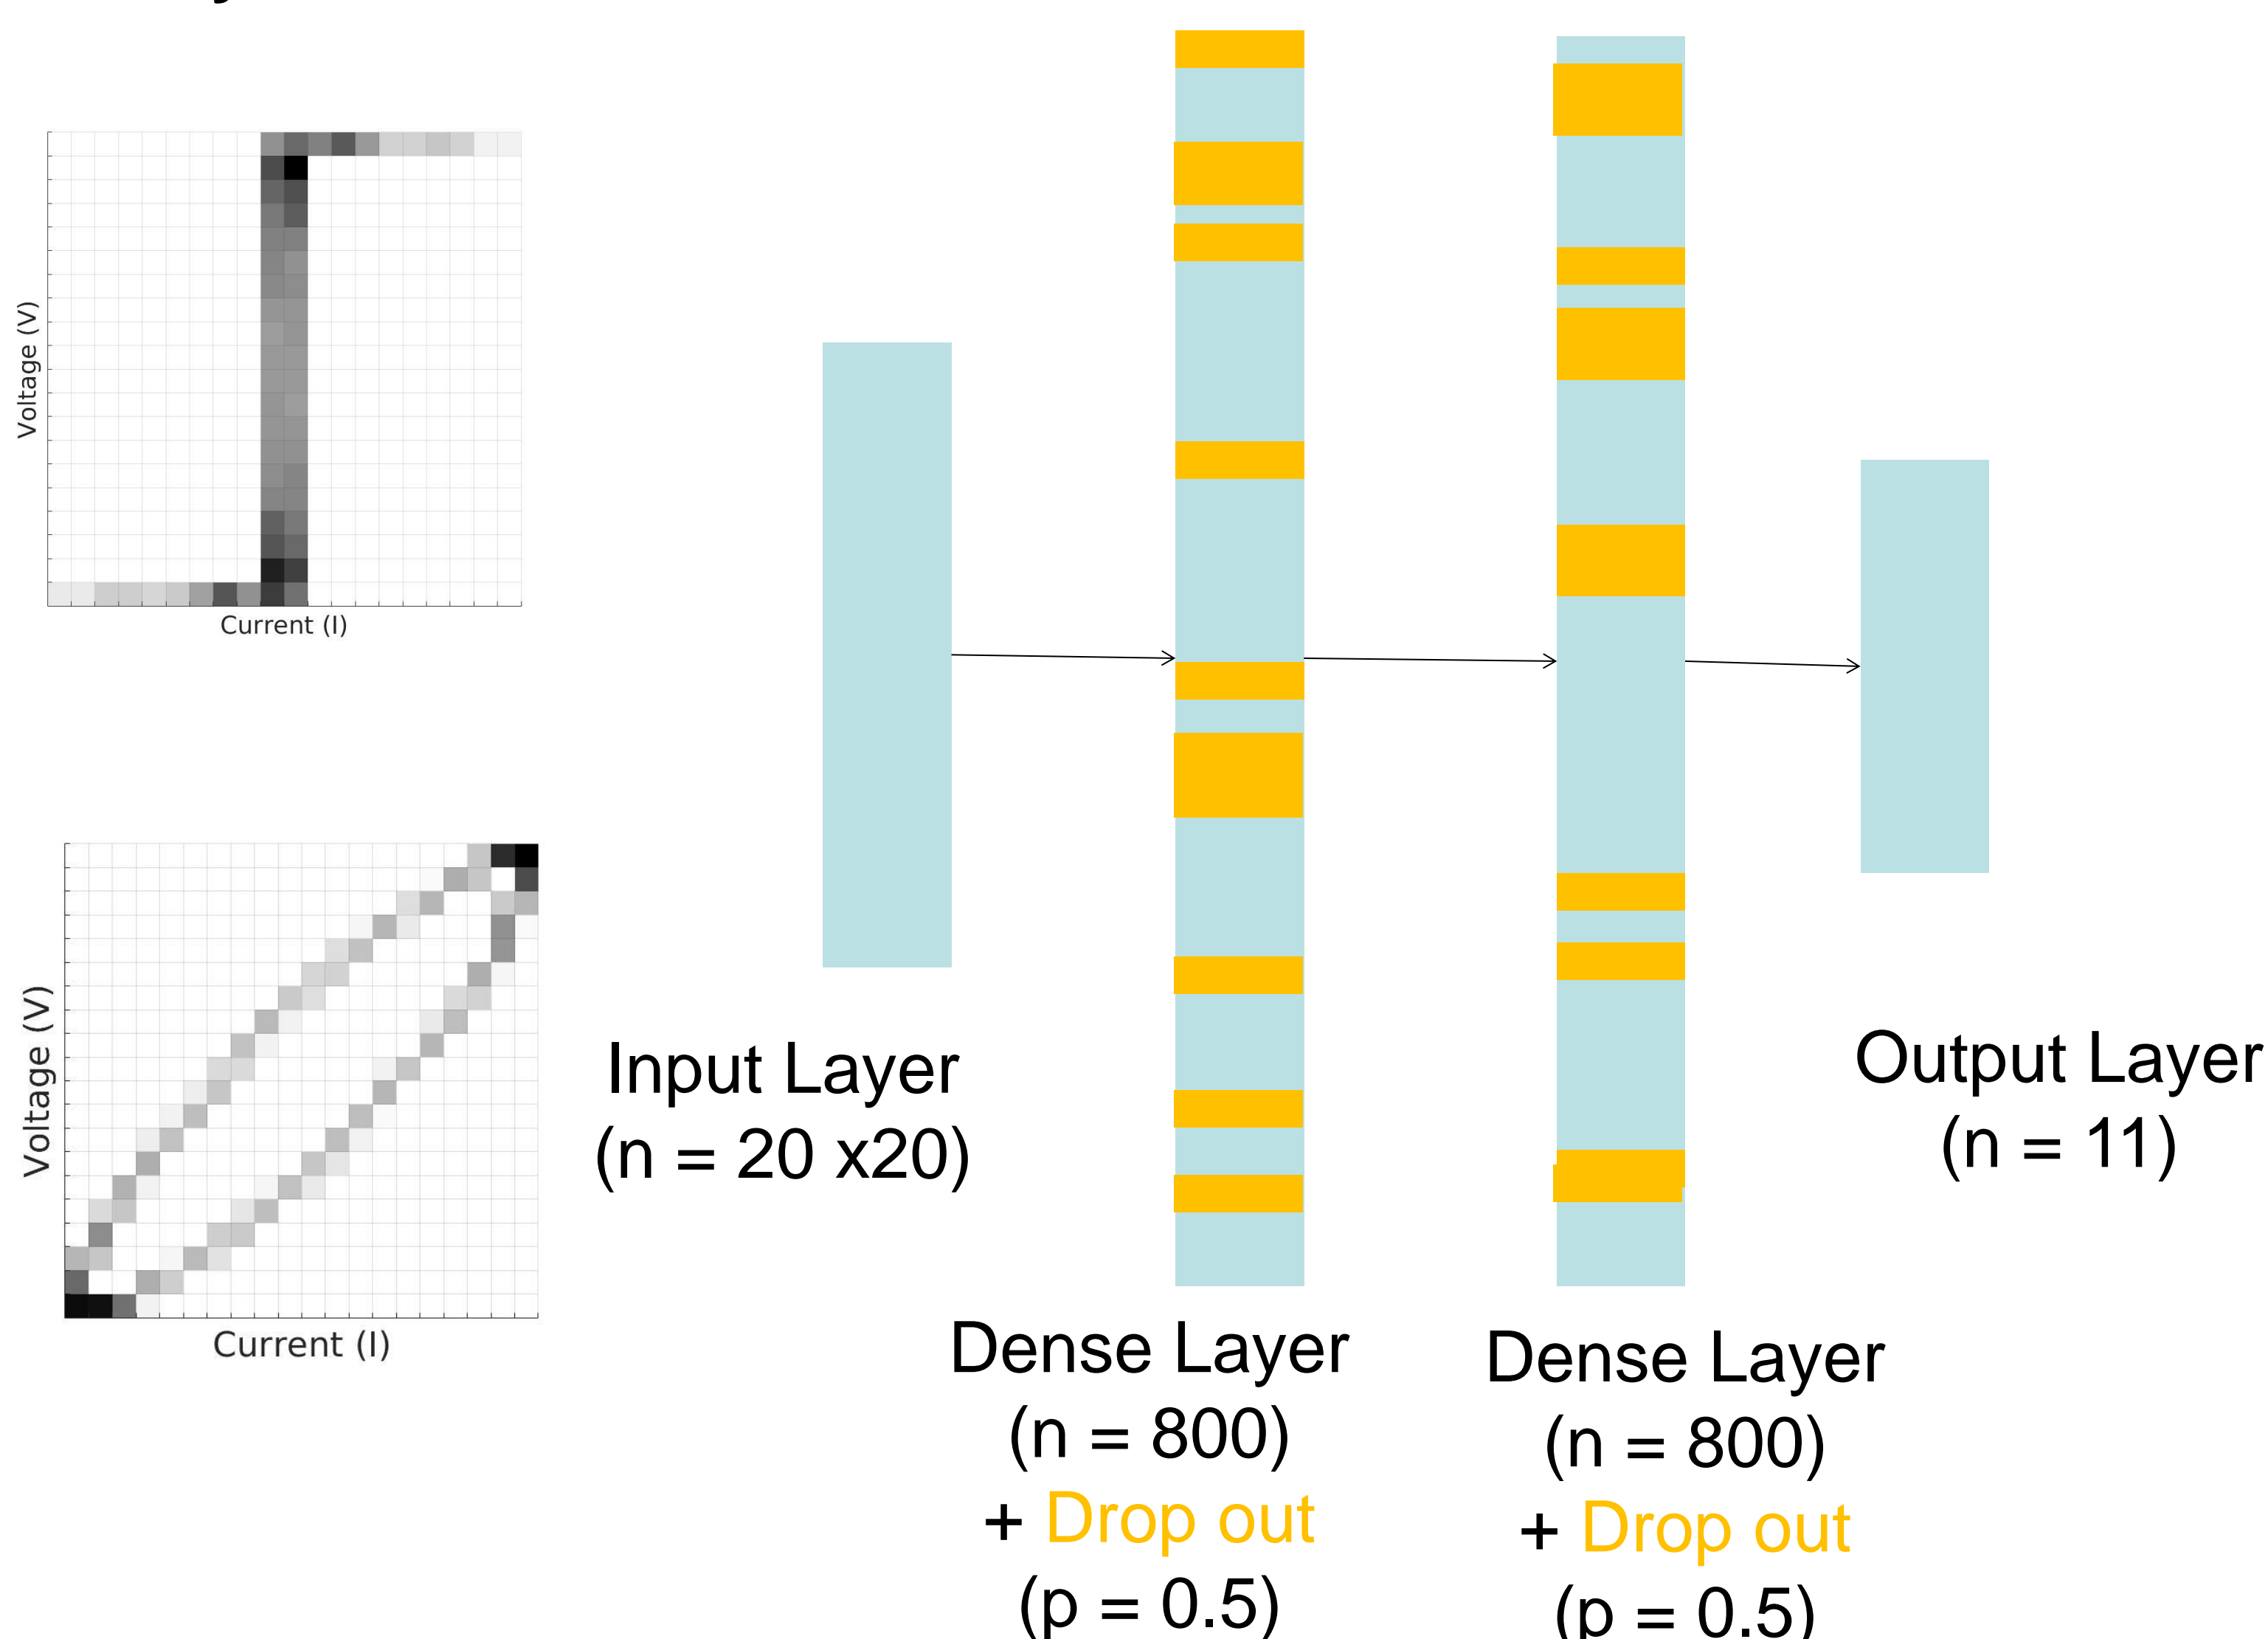 Voltage (V)
Current (I)
Voltage (V)
Current (I)
Input Layer
(n = 20 x20)
Dense Layer
(n = 800)
+ Drop out
(p = 0.5)
Dense Layer
(n = 800)
+ Drop out
(p = 0.5)
Output Layer
(n = 11)